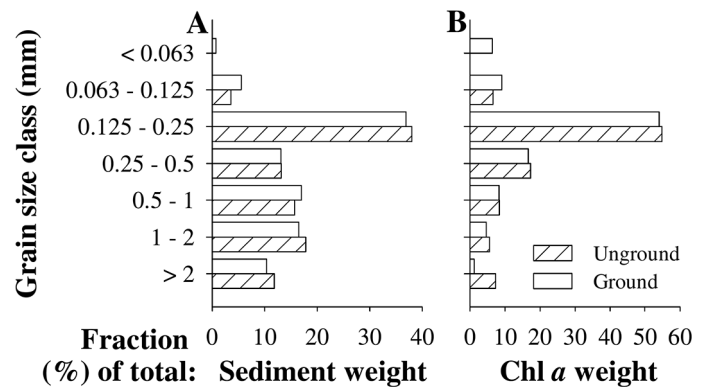 A B
Grain size class (mm)
< 0.063
0.063 - 0.125
0.125 - 0.25
0.25 - 0.5
0.5 - 1
1 - 2
> 2
Unground
Ground
0 10 20 30 40
0 10 20 30 40 50 60
Fraction
(%) of total: Sediment weight Chl a weight